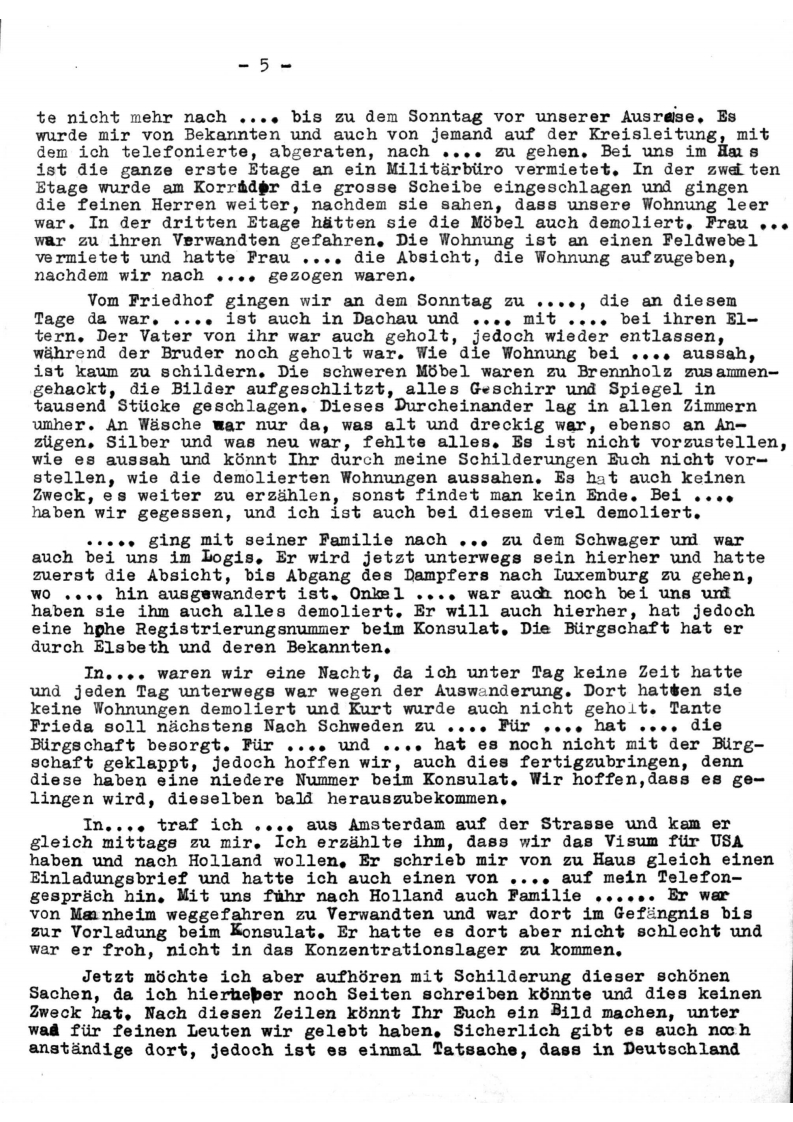 - 5 -
te nicht mehr nach .... bis zu dem Sonntag vor unserer Ausreise. Es
wurde mir von Bekannten und auch von jemand auf der Kreisleitung, mit
dem ich telefonierte, abgeraten, nach .... zu gehen. Bei uns im Haus
ist die ganze erste Etage an ein Militärbüro vermietet. In der zweiten
Etage wurde am Korridor die grosse Scheibe eingeschlagen und gingen
die feinen Herren weiter, nachdem sie sahen, dass unsere Wohnung leer
war. In der dritten Etage hätten sie die Möbel auch demoliert. Frau ...
war zu ihren Verwandten gefahren. Die Wohnung ist an einen Feldwebel
vermietet und hatte Frau .... die Absicht, die Wohnung aufzugeben,
nachdem wir nach .... gezogen waren.
Vom Friedhof gingen wir an dem Sonntag zu ...., die an diesem
Tage da war. .... ist auch in Dachau und .... mit .... bei ihren El-
tern. Der Vater von ihr war auch geholt, jedoch wieder entlassen,
während der Bruder noch geholt war. Wie die Wohnung bei .... aussah,
ist kaum zu schildern. Die schweren Möbel waren zu Brennholz zusammen-
gehackt, die Bilder aufgeschlitzt, alles Geschirr und Spiegel in
tausend Stücke geschlagen. Dieses Durcheinander lag in allen Zimmern
umher. An Wäsche war nur da, was alt und dreckig war, ebenso an An-
zügen. Silber und was neu war, fehlte alles. Es ist nicht vorzustellen,
wie es aussah und könnt Ihr durch meine Schilderungen Euch nicht vor-
stellen, wie die demolierten Wohnungen aussahen. Es hat auch keinen
Zweck, es weiter zu erzählen, sonst findet man kein Ende. Bei ....
haben wir gegessen, und ich ist auch bei diesem viel demoliert.
..... ging mit seiner Familie nach ... zu dem Schwager und war
auch bei uns im Logis. Er wird jetzt unterwegs sein hierher und hatte
zuerst die Absicht, bis Abgang des Dampfers nach Luxemburg zu gehen,
wo .... hin ausgewandert ist. Onkel .... war auch noch bei uns und
haben sie ihm auch alles demoliert. Er will auch hierher, hat jedoch
eine hohe Registrierungsnummer beim Konsulat. Die Bürgschaft hat er
durch Elsbeth und deren Bekannten.
In.... waren wir eine Nacht, da ich unter Tag keine Zeit hatte
und jeden Tag unterwegs war wegen der Auswanderung. Dort hatten sie
keine Wohnungen demoliert und Kurt wurde auch nicht geholt. Tante
Frieda soll nächstens Nach Schweden zu .... Für .... hat .... die
Bürgschaft besorgt. Für .... und .... hat es noch nicht mit der Bürg-
schaft geklappt, jedoch hoffen wir, auch dies fertigzubringen, denn
diese haben eine niedere Nummer beim Konsulat. Wir hoffen,dass es ge-
lingen wird, dieselben bald herauszubekommen.
In.... traf ich .... aus Amsterdam auf der Strasse und kam er
gleich mittags zu mir. Ich erzählte ihm, dass wir das Visum für USA
haben und nach Holland wollen. Er schrieb mir von zu Haus gleich einen
Einladungsbrief und hatte ich auch einen von .... auf mein Telefon-
gespräch hin. Mit uns fuhr nach Holland auch Familie ...... Er war
von Mannheim weggefahren zu Verwandten und war dort im Gefängnis bis
zur Vorladung beim Konsulat. Er hatte es dort aber nicht schlecht und
war er froh, nicht in das Konzentrationslager zu kommen.
Jetzt möchte ich aber aufhören mit Schilderung dieser schönen
Sachen, da ich hierueber noch Seiten schreiben könnte und dies keinen
Zweck hat. Nach diesen Zeilen könnt Ihr Euch ein Bild machen, unter
was für feinen Leuten wir gelebt haben. Sicherlich gibt es auch noch
anständige dort, jedoch ist es einmal Tatsache, dass in Deutschland